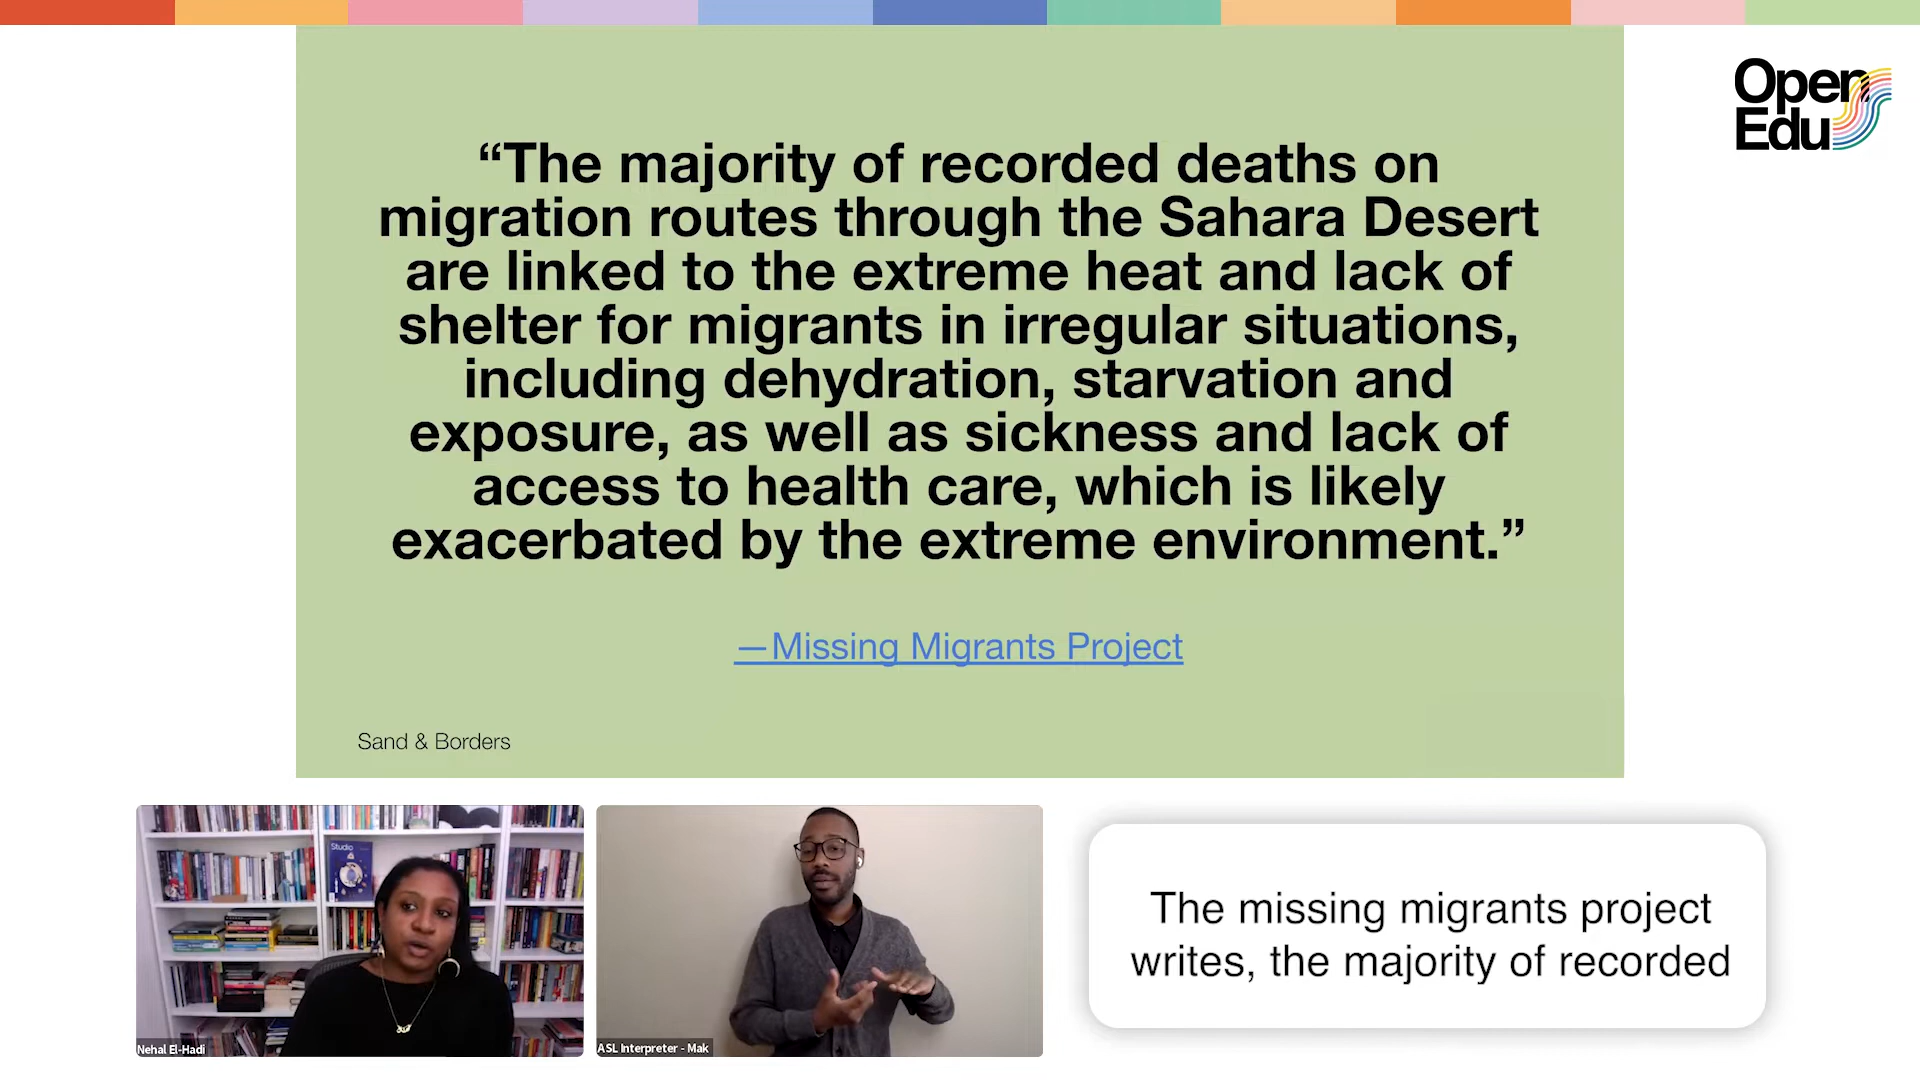 Open
Edu
“The majority of recorded deaths on
migration routes through the Sahara Desert
are linked to the extreme heat and lack of
shelter for migrants in irregular situations,
including dehydration, starvation and
exposure, as well as sickness and lack of
access to health care, which is likely
exacerbated by the extreme environment.”
—Missing Migrants Project
Sand & Borders
Studio
Nehal El-Hadi
ASL Interpreter - Mak
The missing migrants project
writes, the majority of recorded